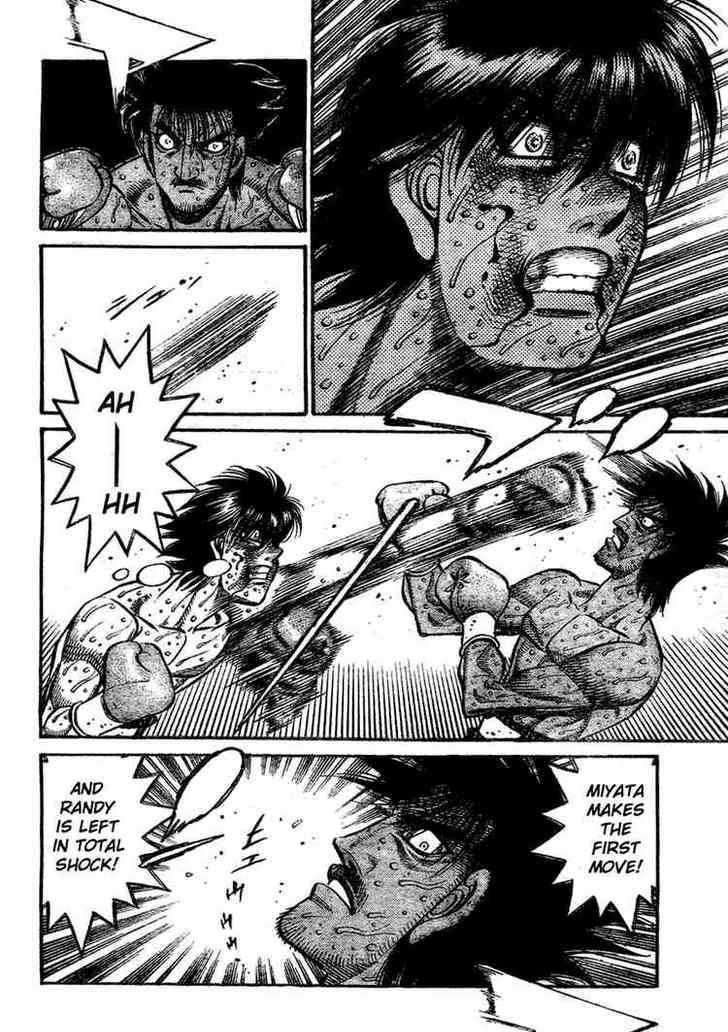 AH
|
HH
MIYATA
MAKES
THE
FIRST
MOVE!
AND
RANDY
IS LEFT
IN TOTAL
SHOCK!